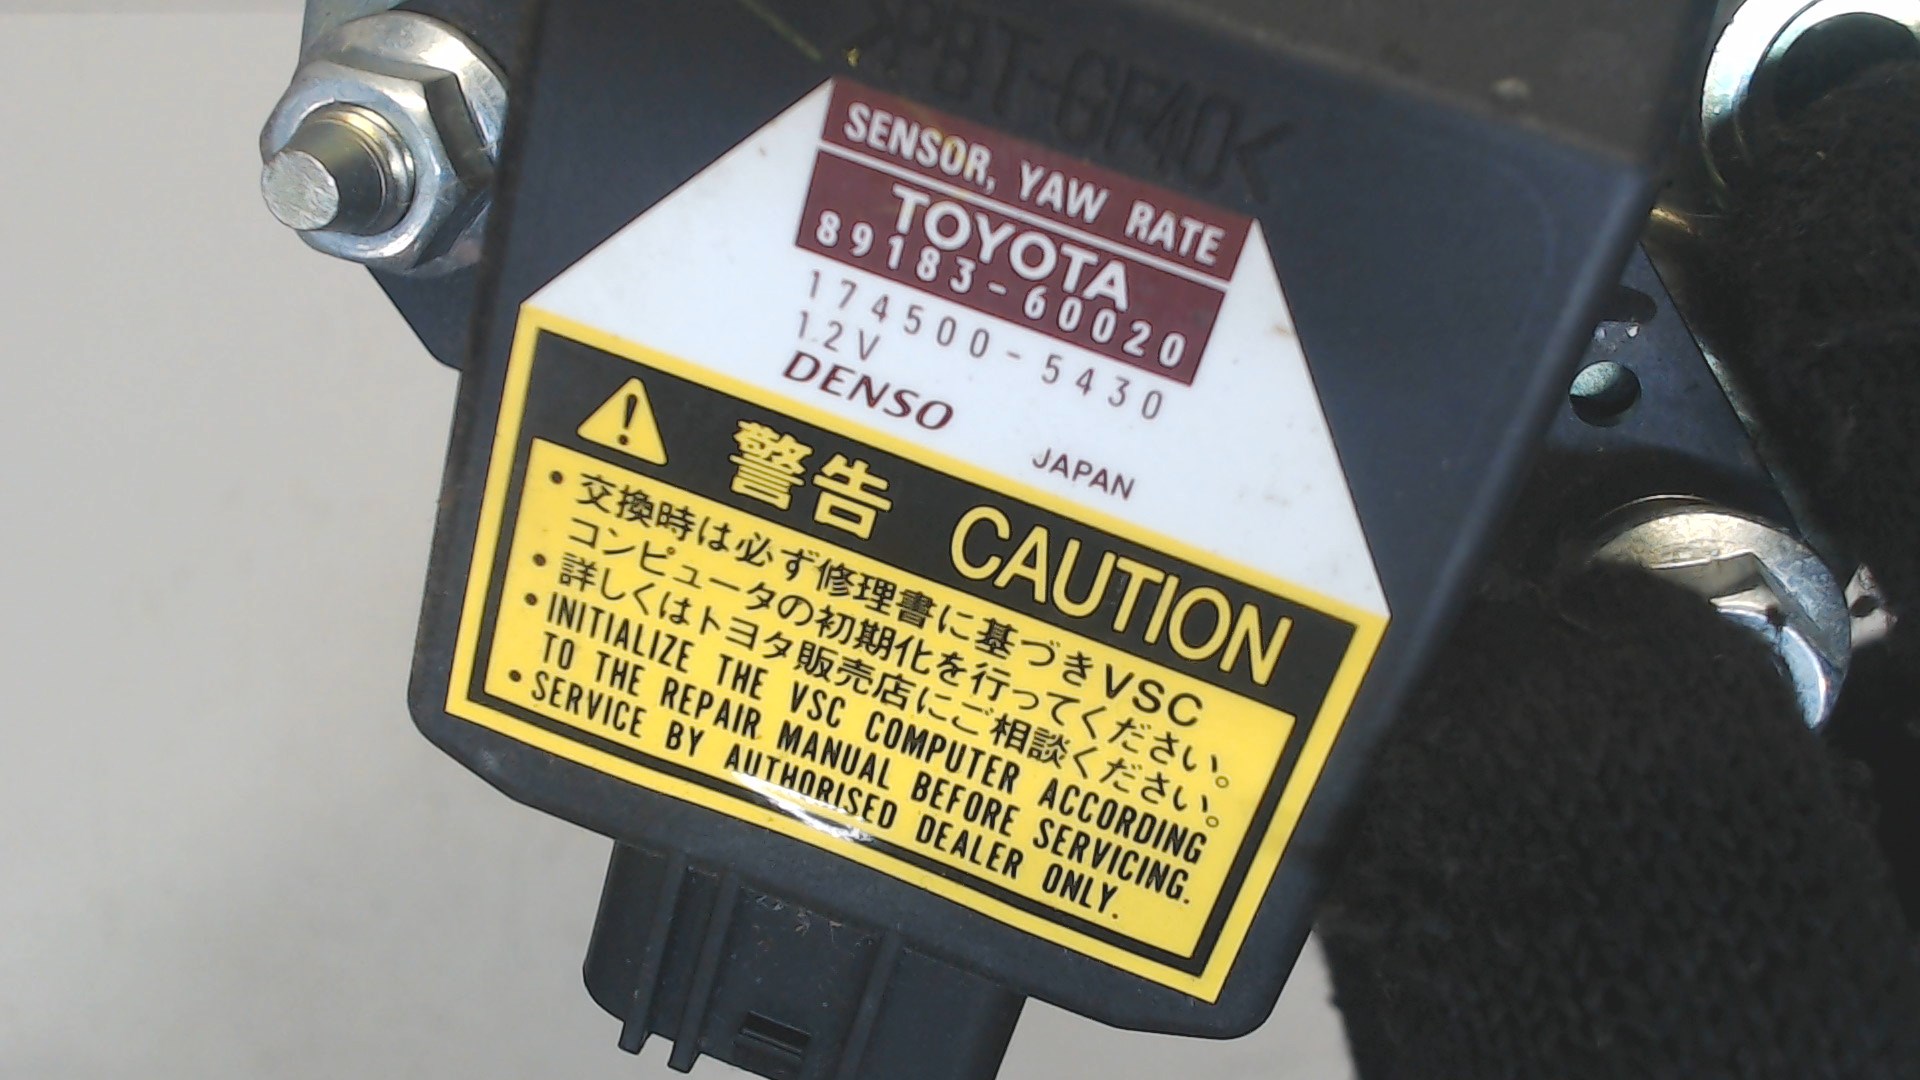 >PBT-GF40<
SENSOR, YAW RATE
TOYOTA
89183-60020
174500-5430
12V
DENSO
JAPAN
警告 CAUTION
・交換時は必ず修理書に基づきVSC
コンピュータの初期化を行ってください。
・詳しくはトヨタ販売店にご相談ください。
・INITIALIZE THE VSC COMPUTER ACCORDING
TO THE REPAIR MANUAL BEFORE SERVICING.
・SERVICE BY AUTHORISED DEALER ONLY.